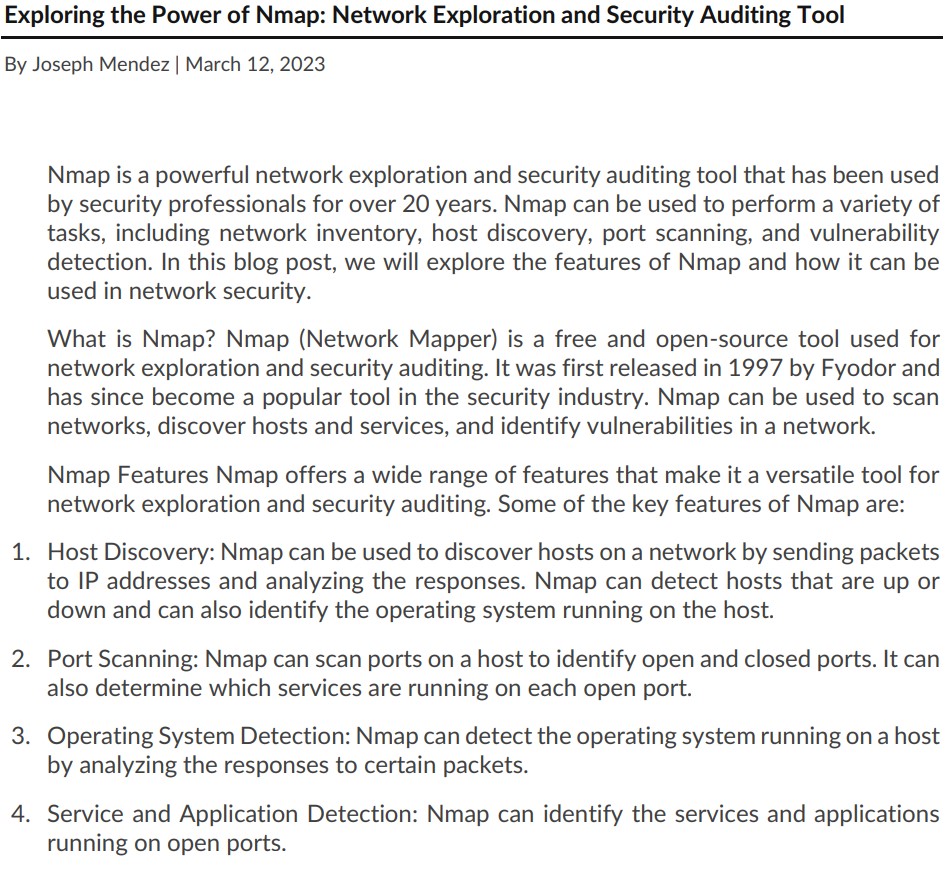 Exploring the Power of Nmap: Network Exploration and Security Auditing Tool
By Joseph Mendez | March 12, 2023
Nmap is a powerful network exploration and security auditing tool that has been used
by security professionals for over 20 years. Nmap can be used to perform a variety of
tasks, including network inventory, host discovery, port scanning, and vulnerability
detection. In this blog post, we will explore the features of Nmap and how it can be
used in network security.
What is Nmap? Nmap (Network Mapper) is a free and open-source tool used for
network exploration and security auditing. It was first released in 1997 by Fyodor and
has since become a popular tool in the security industry. Nmap can be used to scan
networks, discover hosts and services, and identify vulnerabilities in a network.
Nmap Features Nmap offers a wide range of features that make it a versatile tool for
network exploration and security auditing. Some of the key features of Nmap are:
1. Host Discovery: Nmap can be used to discover hosts on a network by sending packets
to IP addresses and analyzing the responses. Nmap can detect hosts that are up or
down and can also identify the operating system running on the host.
2. Port Scanning: Nmap can scan ports on a host to identify open and closed ports. It can
also determine which services are running on each open port.
3. Operating System Detection: Nmap can detect the operating system running on a host
by analyzing the responses to certain packets.
4. Service and Application Detection: Nmap can identify the services and applications
running on open ports.